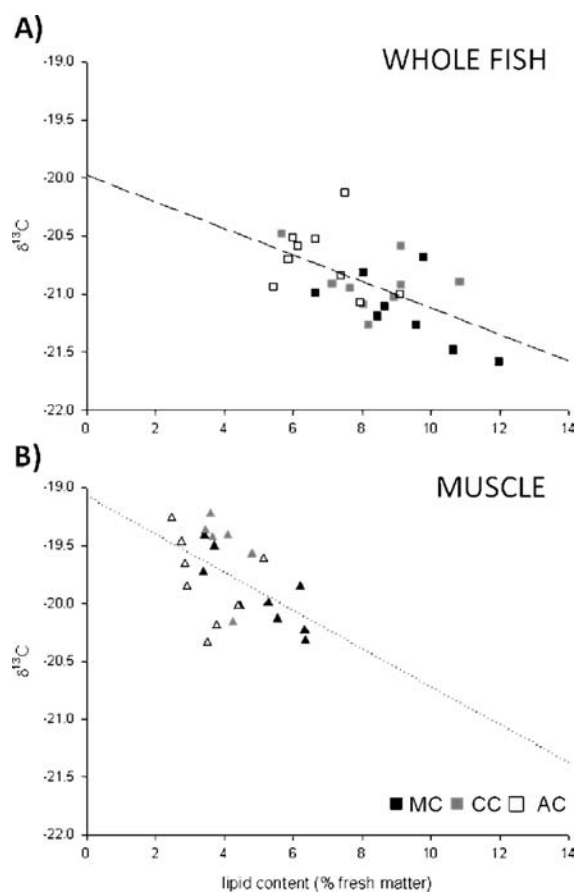 A)
WHOLE FISH
-19.0
-19.5
-20.0
-20.5
-21.0
-21.5
-22.0
δ¹³C
0 2 4 6 8 10 12 14
B)
MUSCLE
-19.0
-19.5
-20.0
-20.5
-21.0
-21.5
-22.0
δ¹³C
MC CC AC
0 2 4 6 8 10 12 14
lipid content (% fresh matter)